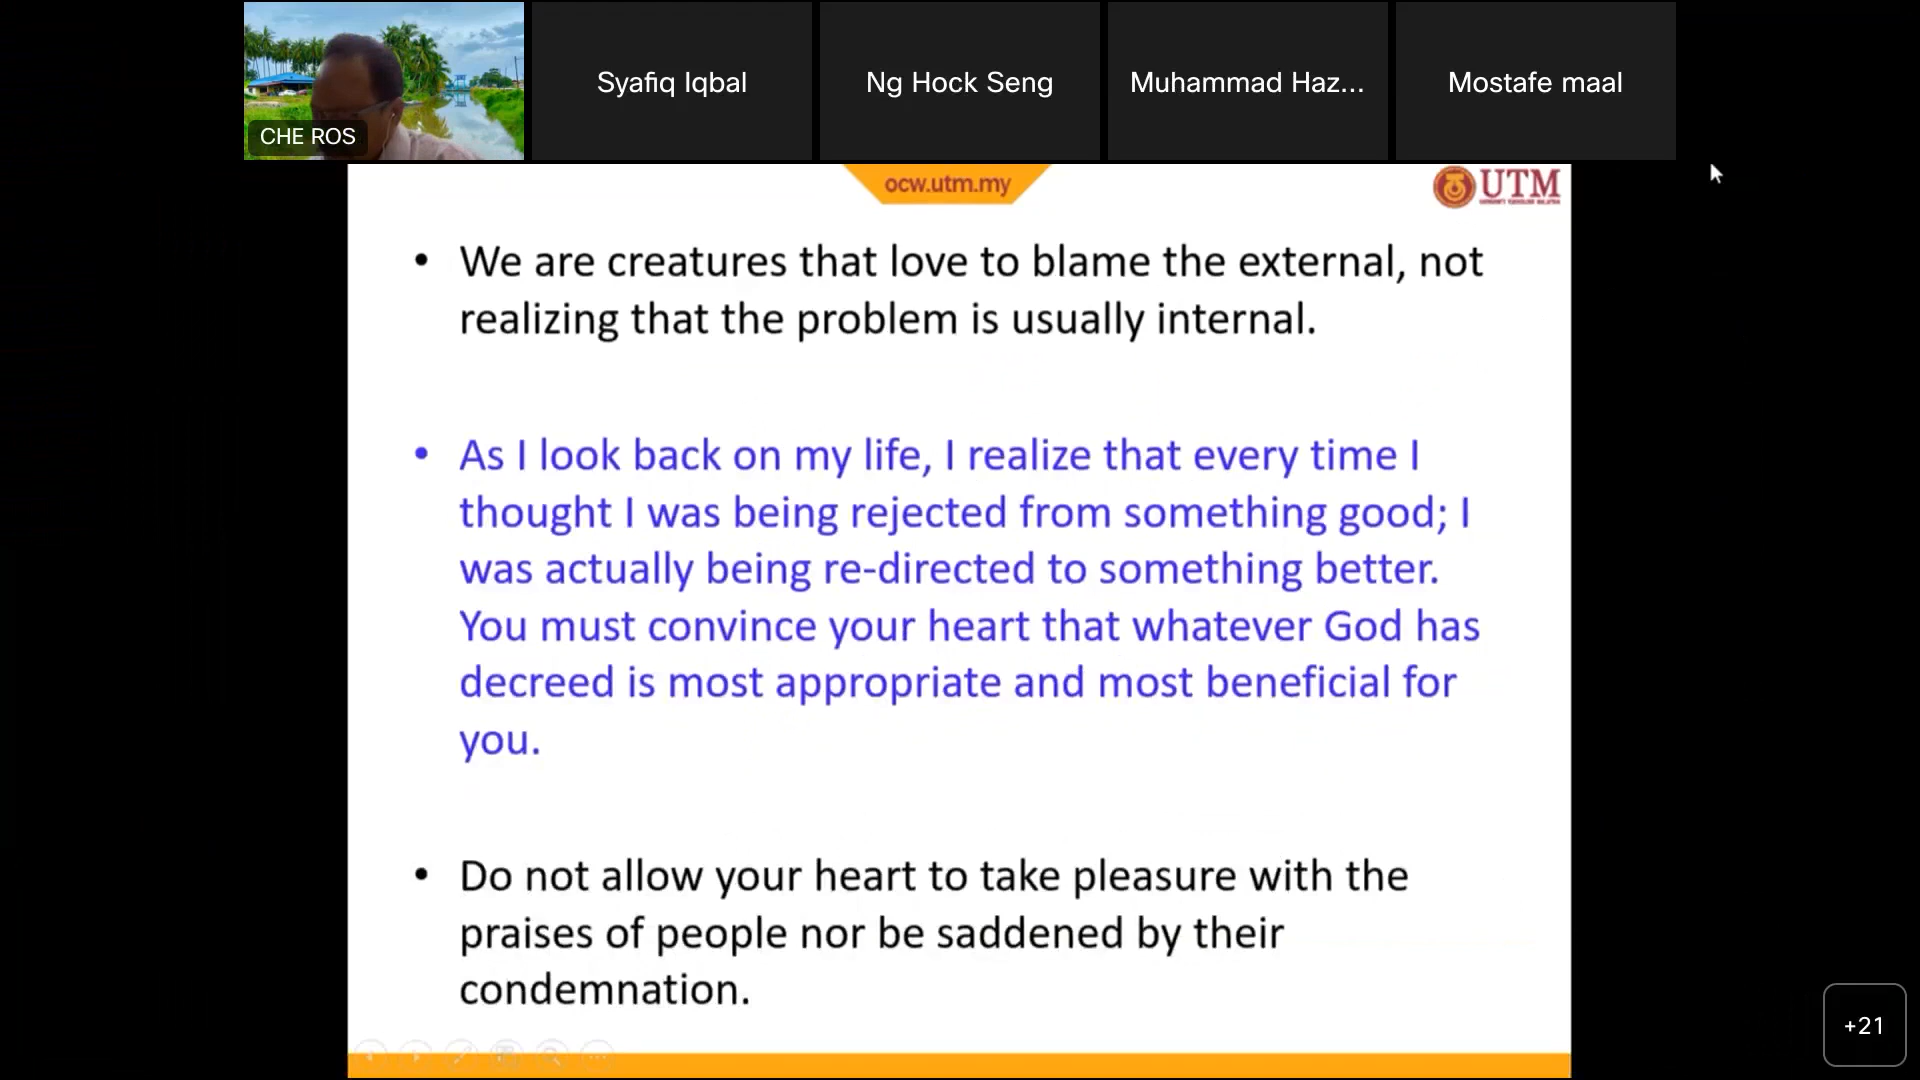 CHE ROS
Syafiq Iqbal
Ng Hock Seng
Muhammad Haz...
Mostafe maal
ocw.utm.my
UTM
• We are creatures that love to blame the external, not
realizing that the problem is usually internal.
• As I look back on my life, I realize that every time I
thought I was being rejected from something good; I
was actually being re-directed to something better.
You must convince your heart that whatever God has
decreed is most appropriate and most beneficial for
you.
• Do not allow your heart to take pleasure with the
praises of people nor be saddened by their
condemnation.
+21